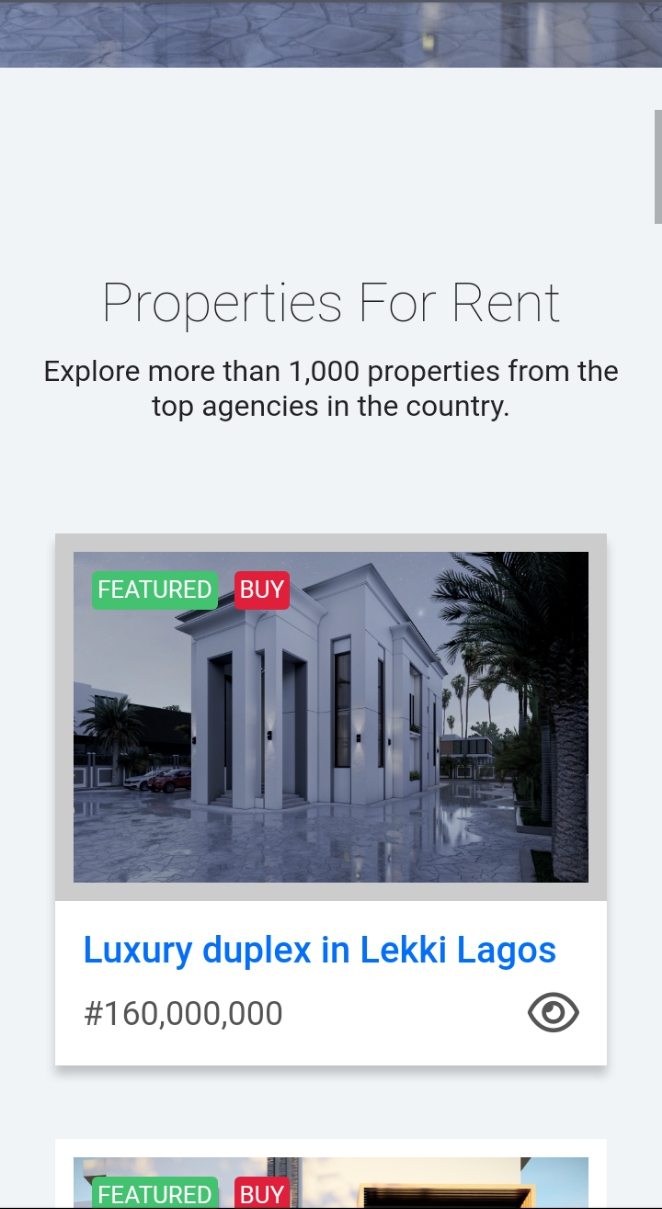 Properties For Rent
Explore more than 1,000 properties from the
top agencies in the country.
FEATURED BUY
Luxury duplex in Lekki Lagos
#160,000,000
FEATURED BUY